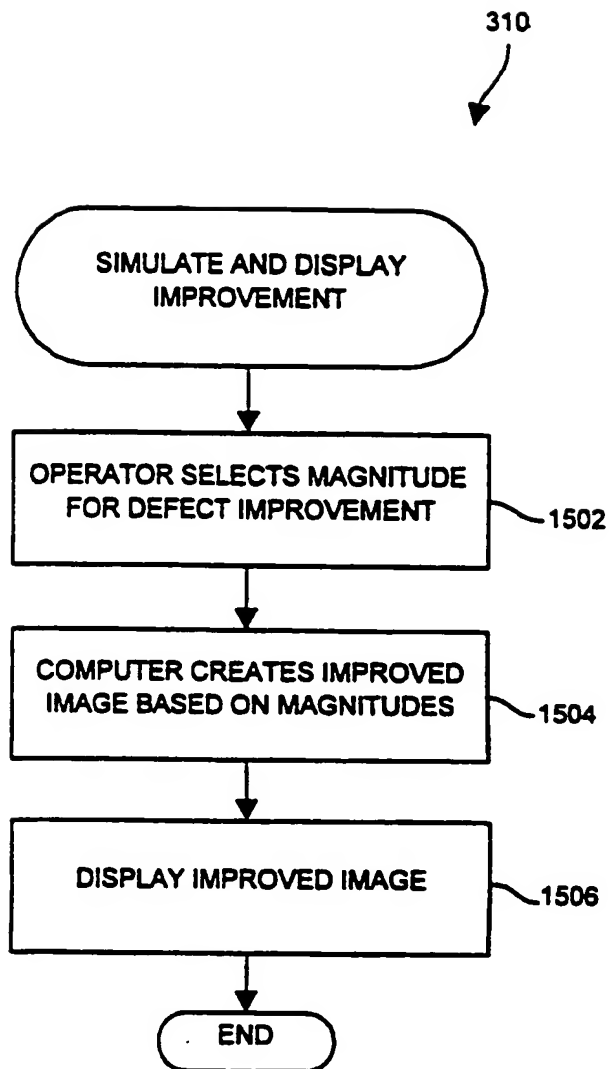 310
SIMULATE AND DISPLAY
IMPROVEMENT
OPERATOR SELECTS MAGNITUDE
FOR DEFECT IMPROVEMENT
1502
COMPUTER CREATES IMPROVED
IMAGE BASED ON MAGNITUDES
1504
DISPLAY IMPROVED IMAGE
1506
END